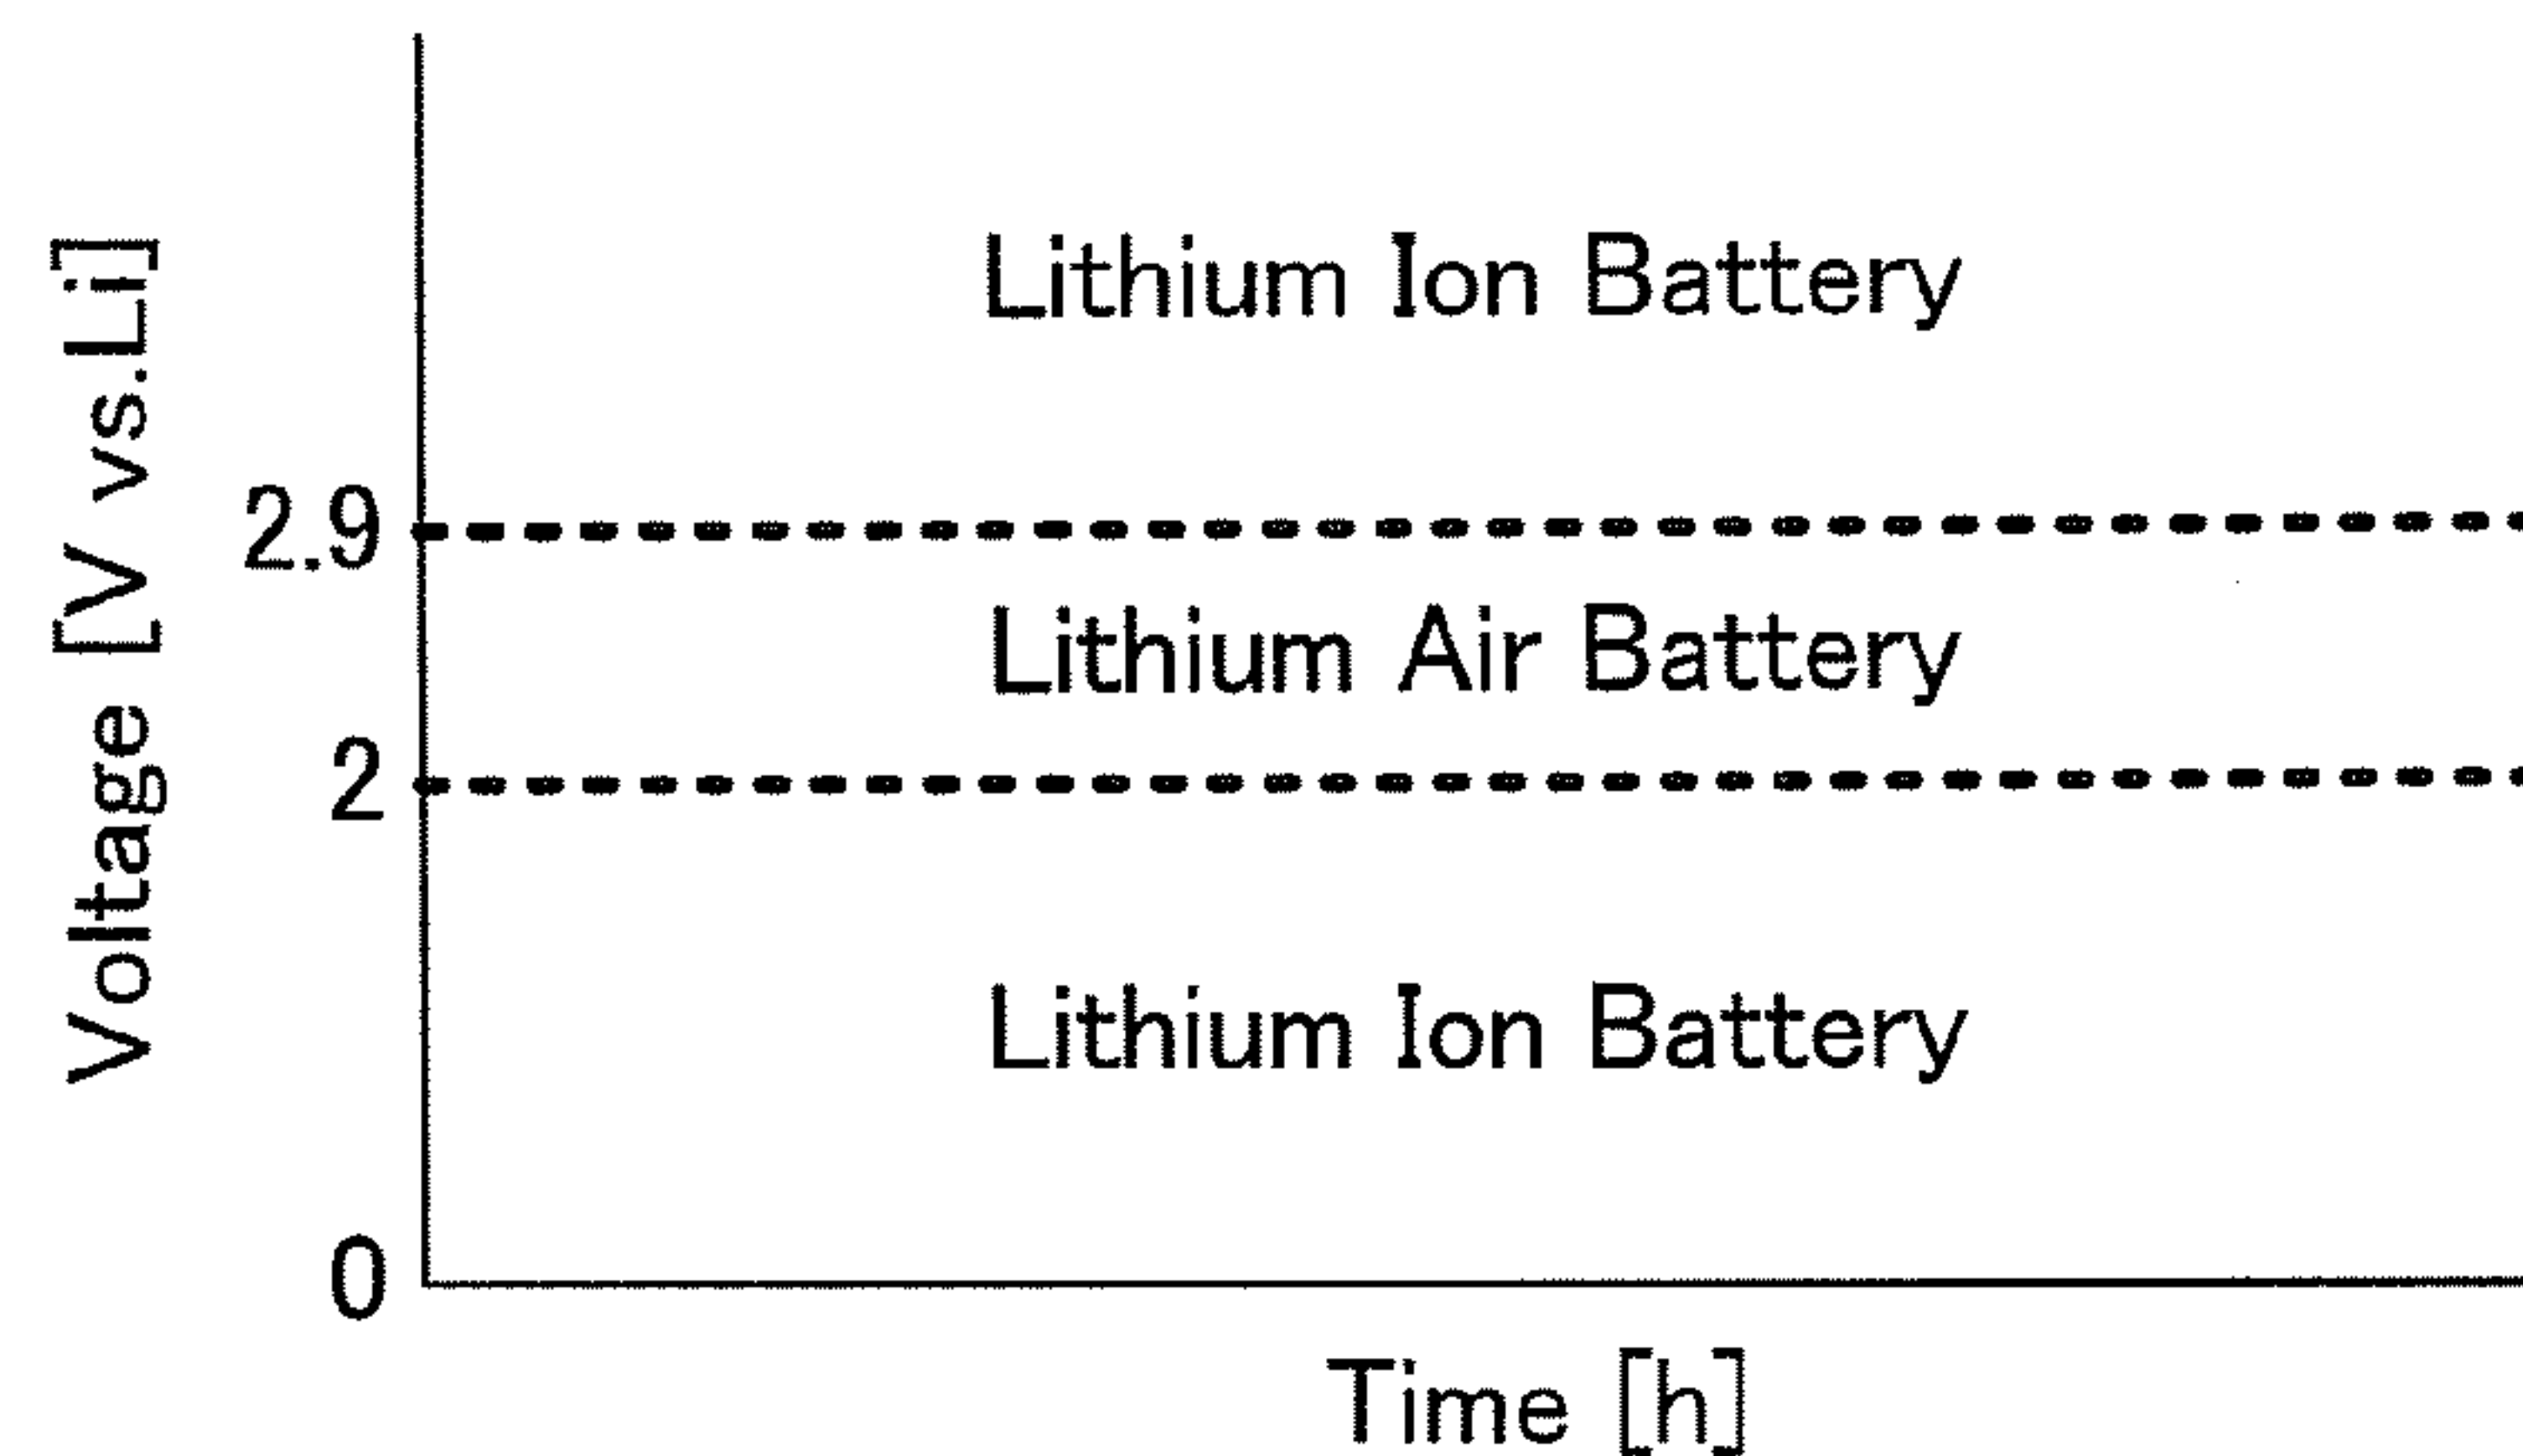 Voltage [V vs.Li]
Lithium Ion Battery
2.9
Lithium Air Battery
2
Lithium Ion Battery
0
Time [h]